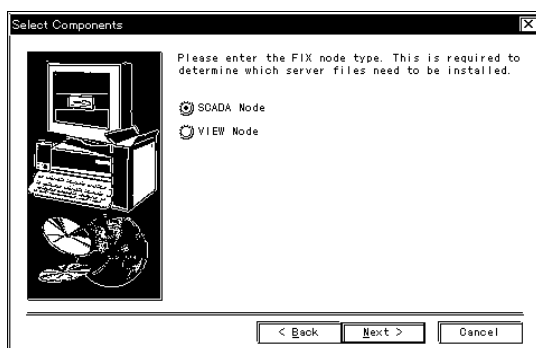 Select Components
Please enter the FIX node type. This is required to
determine which server files need to be installed.
SCADA Node
VIEW Node
< Back
Next >
Cancel